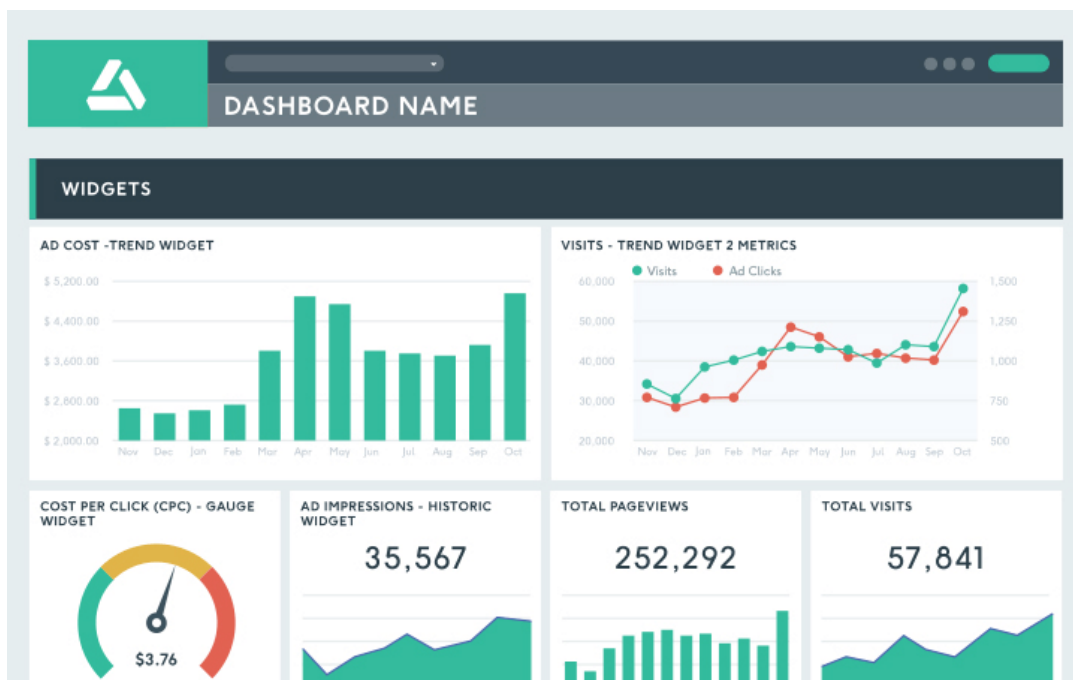 DASHBOARD NAME
WIDGETS
AD COST -TREND WIDGET
$ 5,200.00
$ 4,400.00
$ 3,600.00
$ 2,600.00
$ 2,000.00
Nov Dec Jan Feb Mar Apr May Jun Jul Aug Sep Oct
VISITS - TREND WIDGET 2 METRICS
Visits Ad Clicks
60,000 1,500
50,000 1,250
40,000 1,000
30,000 750
20,000 500
Nov Dec Jan Feb Mar Apr May Jun Jul Aug Sep Oct
COST PER CLICK (CPC) - GAUGE
WIDGET
$3.76
AD IMPRESSIONS - HISTORIC
WIDGET
35,567
TOTAL PAGEVIEWS
252,292
TOTAL VISITS
57,841